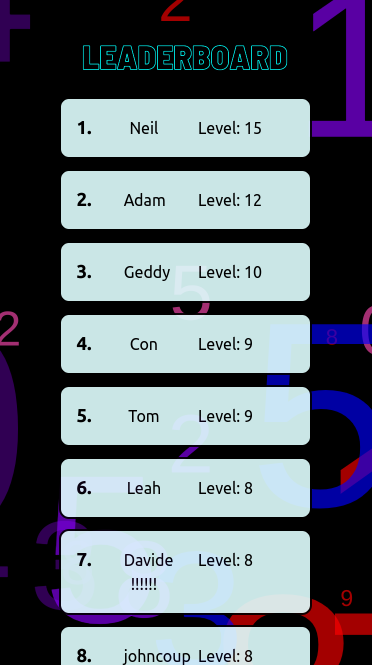 LEADERBOARD
1. Neil Level: 15
2. Adam Level: 12
3. Geddy Level: 10
4. Con Level: 9
5. Tom Level: 9
6. Leah Level: 8
7. Davide Level: 8
!!!!!!
8. johncoup Level: 8